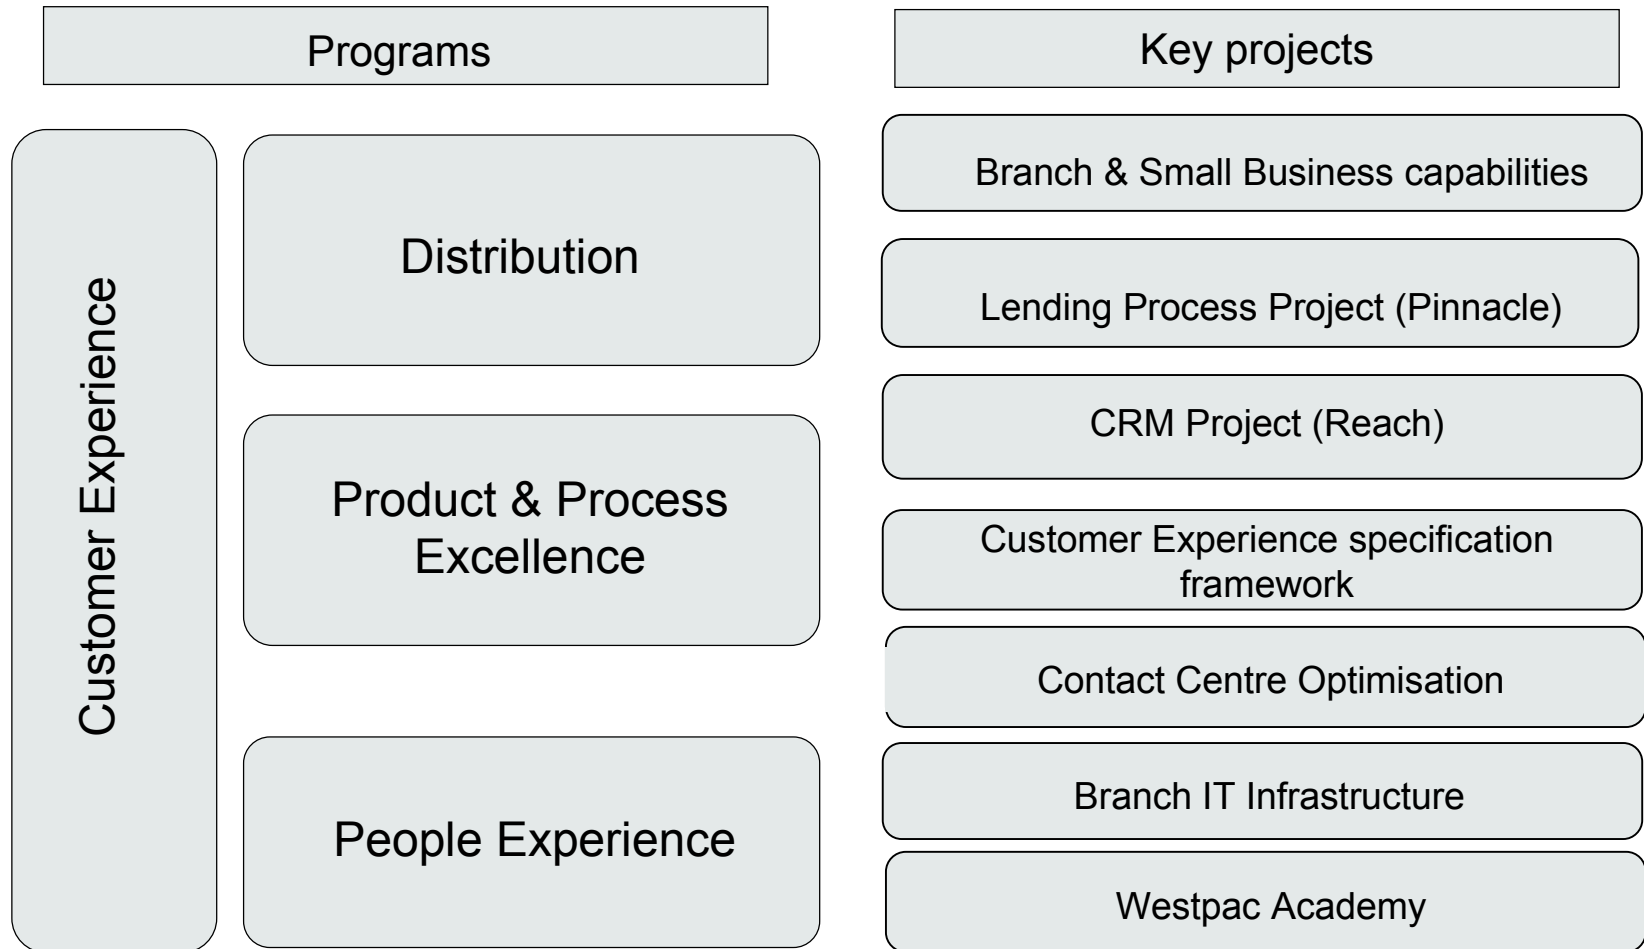 Programs
Key projects
Customer Experience
Distribution
Product & Process
Excellence
People Experience
Branch & Small Business capabilities
Lending Process Project (Pinnacle)
CRM Project (Reach)
Customer Experience specification
framework
Contact Centre Optimisation
Branch IT Infrastructure
Westpac Academy